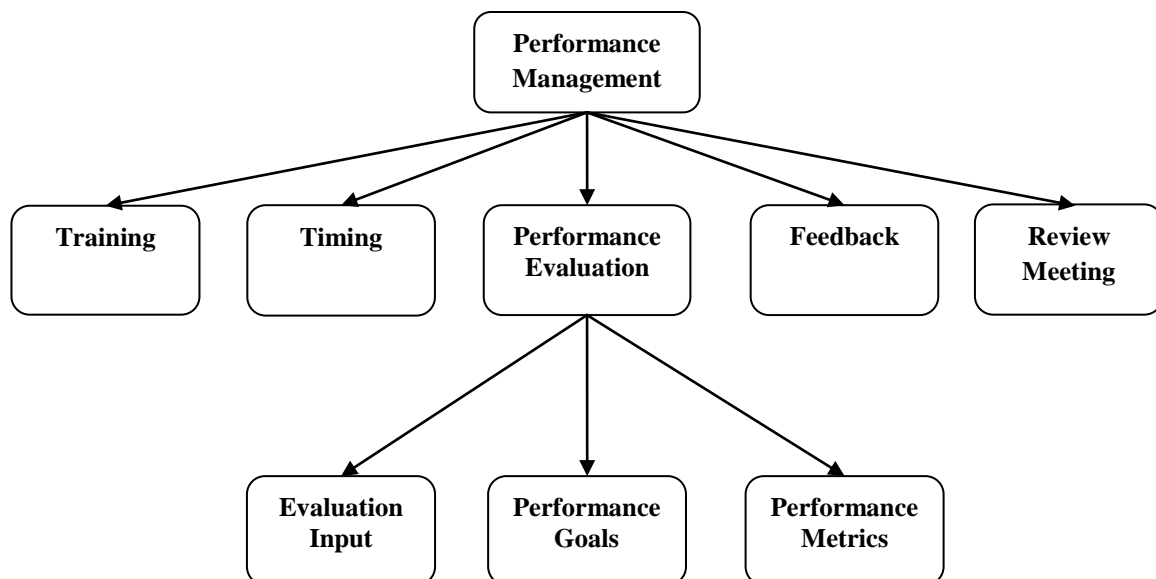 Performance
Management
Training
Timing
Performance
Evaluation
Feedback
Review
Meeting
Evaluation
Input
Performance
Goals
Performance
Metrics